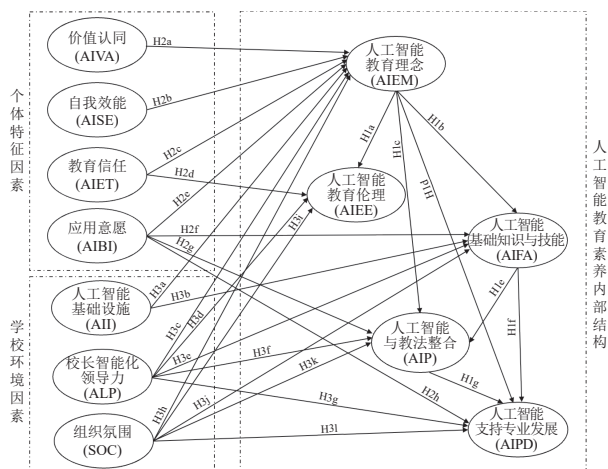 个体特征因素
学校环境因素
价值认同
(AIVA)
自我效能
(AISE)
教育信任
(AIET)
应用意愿
(AIBI)
人工智能
基础设施
(AII)
校长智能化
领导力
(ALP)
组织氛围
(SOC)
H2a
H2b
H2c
H2d
H2e
H2f
H2g
H2h
H3a
H3b
H3c
H3d
H3e
H3f
H3g
H3h
H3i
H3j
H3k
H3l
人工智能
教育理念
(AIEM)
H1a
H1b
H1c
H1d
人工智能
教育伦理
(AIEE)
人工智能
基础知识与技能
(AIFA)
H1e
H1f
人工智能
与教法整合
(AIP)
H1g
人工智能
支持专业发展
(AIPD)
人工智能教育素养内部结构